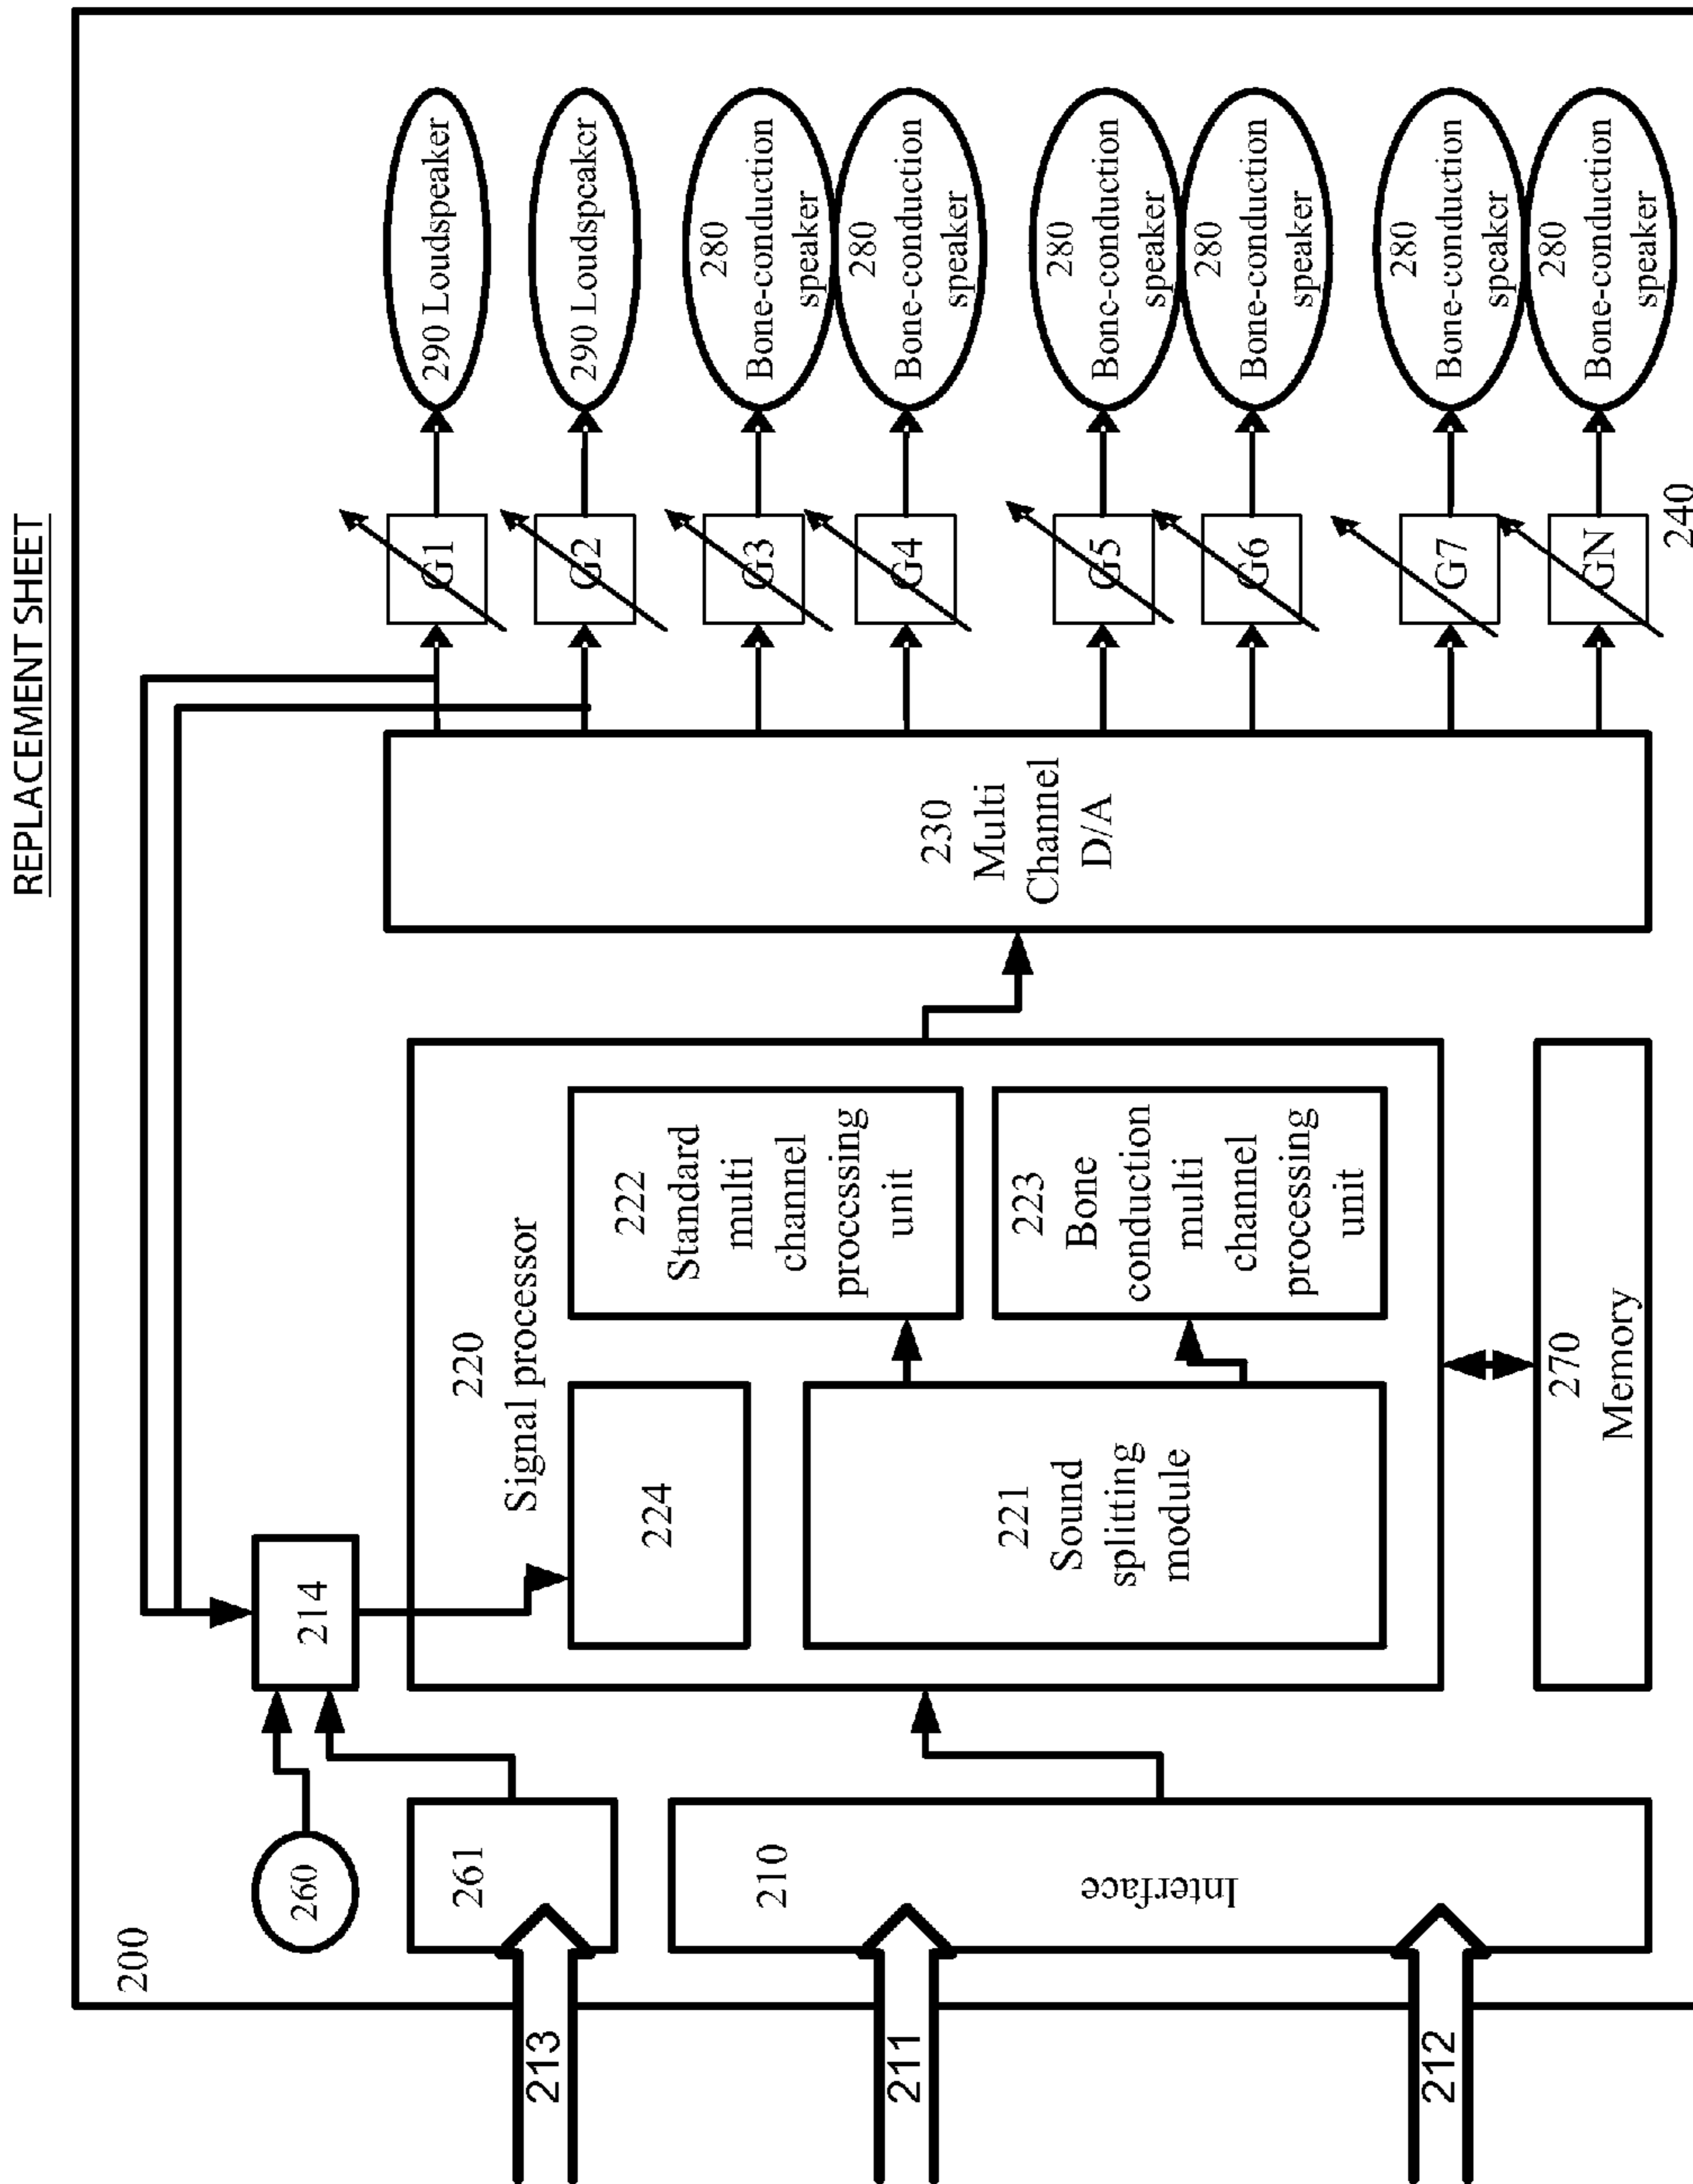 REPLACEMENT SHEET
200
213
211
212
260
261
210
Interface
214
220
Signal processor
224
221
Sound
splitting
module
222
Standard
multi
channel
processing
unit
223
Bone
conduction
multi
channel
processing
unit
270
Memory
230
Multi
Channel
D/A
G1
G2
G3
G4
G5
G6
G7
GN
240
290 Loudspeaker
290 Loudspeaker
280
Bone-conduction
speaker
280
Bone-conduction
speaker
280
Bone-conduction
speaker
280
Bone-conduction
speaker
280
Bone-conduction
speaker
280
Bone-conduction
speaker